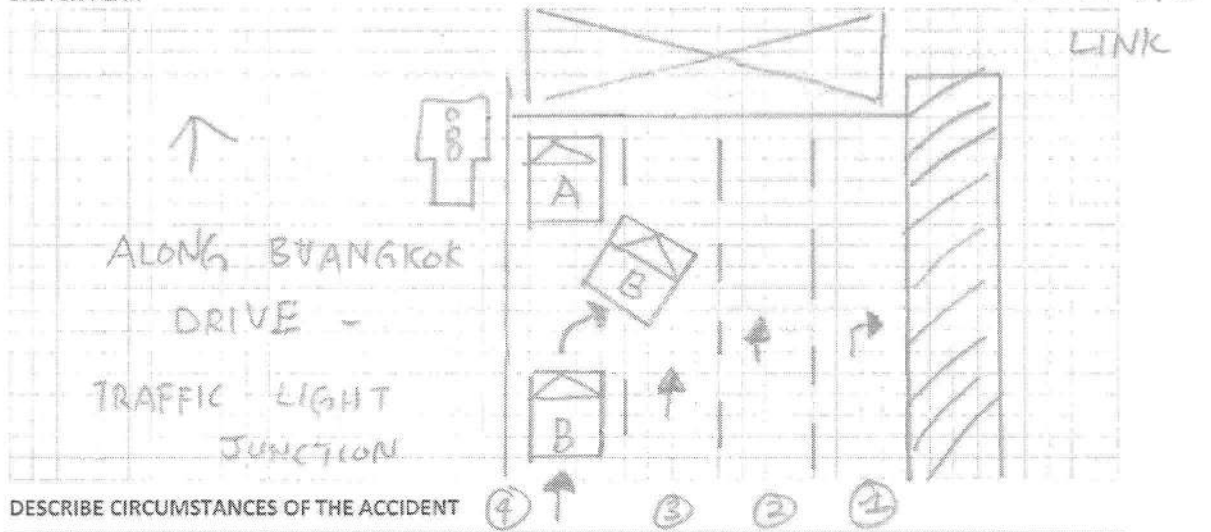 LINK
A
ALONG BUANGKOK
B
DRIVE -
TRAFFIC LIGHT
B
JUNCTION
DESCRIBE CIRCUMSTANCES OF THE ACCIDENT
4 3 2 1